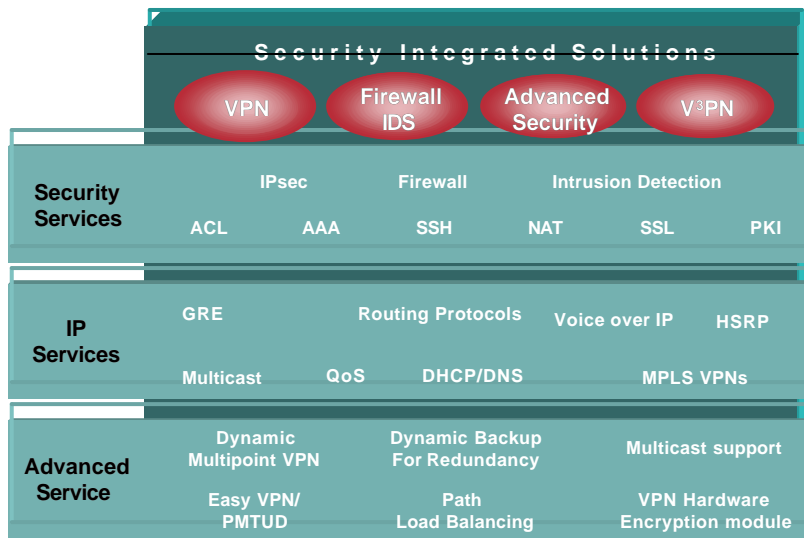 Security Integrated Solutions
VPN
Firewall
IDS
Advanced
Security
V³PN
Security
Services
IPsec Firewall Intrusion Detection
ACL AAA SSH NAT SSL PKI
IP
Services
GRE Routing Protocols Voice over IP HSRP
Multicast QoS DHCP/DNS MPLS VPNs
Advanced
Service
Dynamic
Multipoint VPN
Dynamic Backup
For Redundancy
Multicast support
Easy VPN/
PMTUD
Path
Load Balancing
VPN Hardware
Encryption module